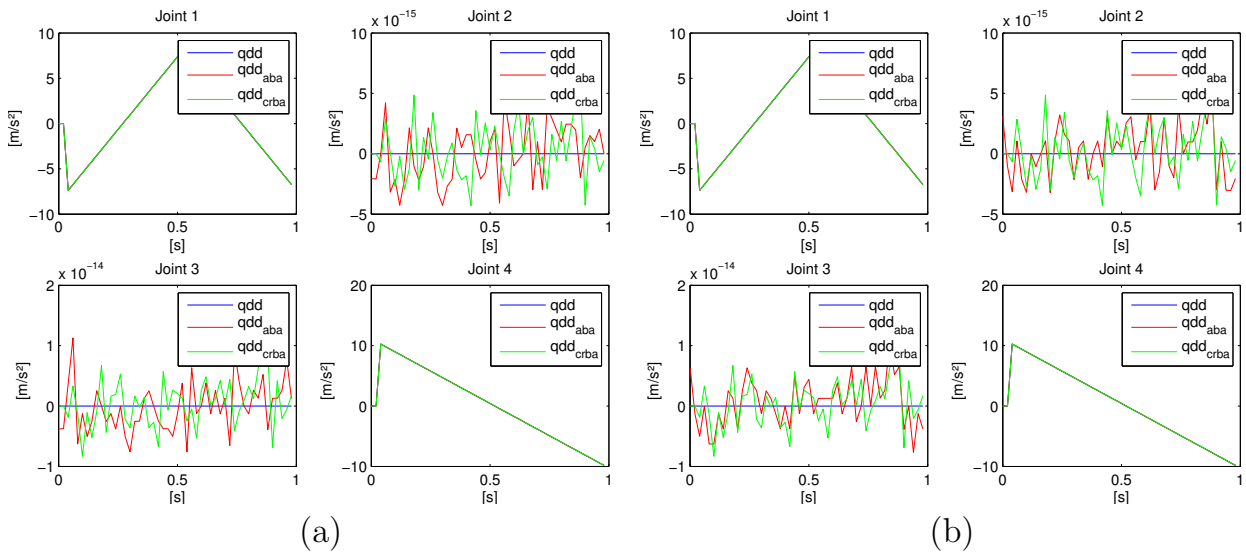 Joint 1
10
5
0
−5
−10
[m/s²]
0
0.5
1
[s]
qdd
qdd_aba
qdd_crba
x 10^−15
Joint 2
10
5
0
−5
0
0.5
1
[s]
qdd
qdd_aba
qdd_crba
Joint 1
10
5
0
−5
−10
[m/s²]
0
0.5
1
[s]
qdd
qdd_aba
qdd_crba
x 10^−15
Joint 2
10
5
0
−5
0
0.5
1
[s]
qdd
qdd_aba
qdd_crba
x 10^−14
Joint 3
2
1
0
−1
[m/s²]
0
0.5
1
[s]
qdd
qdd_aba
qdd_crba
Joint 4
20
10
0
−10
[m/s²]
0
0.5
1
[s]
qdd
qdd_aba
qdd_crba
x 10^−14
Joint 3
2
1
0
−1
[m/s²]
0
0.5
1
[s]
qdd
qdd_aba
qdd_crba
Joint 4
20
10
0
−10
[m/s²]
0
0.5
1
[s]
qdd
qdd_aba
qdd_crba
(a)
(b)